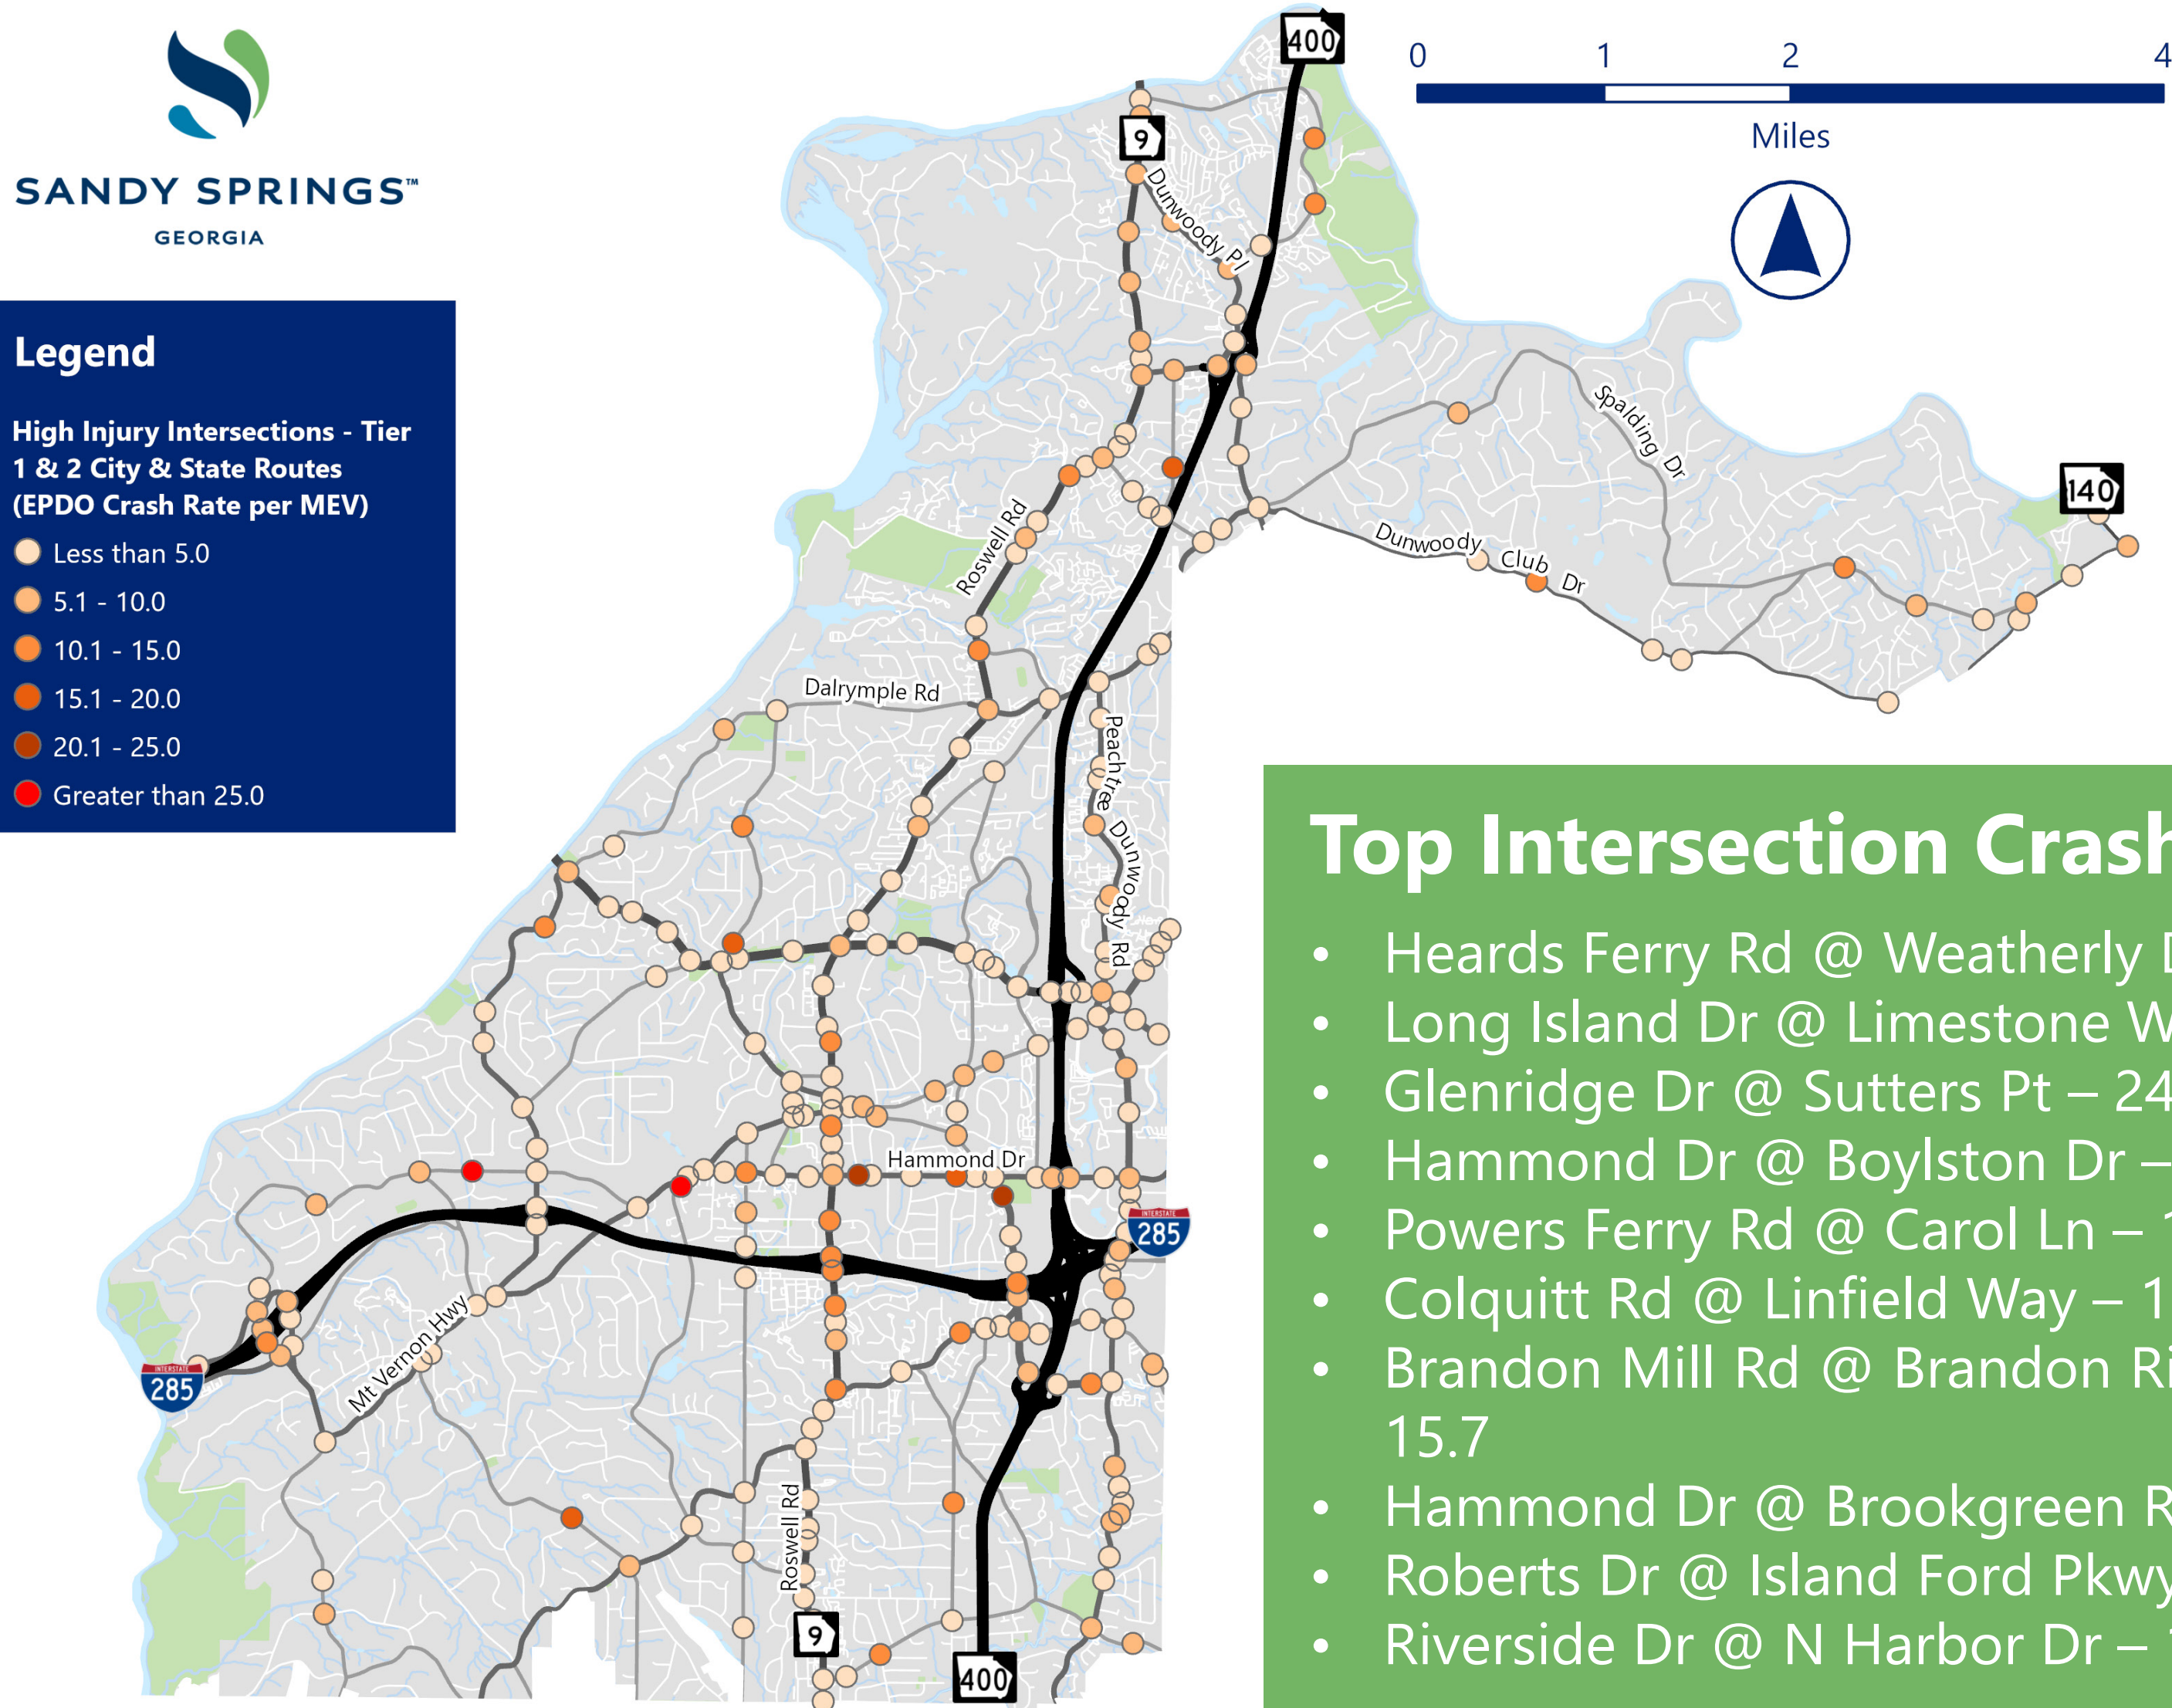 SANDY SPRINGS™
GEORGIA
Legend
High Injury Intersections - Tier
1 & 2 City & State Routes
(EPDO Crash Rate per MEV)
Less than 5.0
5.1 - 10.0
10.1 - 15.0
15.1 - 20.0
20.1 - 25.0
Greater than 25.0
0 1 2 4
Miles
400
9
Dunwoody Pl
Spalding Dr
140
Roswell Rd
Dunwoody Club Dr
Dalrymple Rd
Peachtree Dunwoody Rd
Hammond Dr
INTERSTATE
285
Mt Vernon Hwy
INTERSTATE
285
Roswell Rd
9
400
Top Intersection Crash
• Heards Ferry Rd @ Weatherly
• Long Island Dr @ Limestone W
• Glenridge Dr @ Sutters Pt – 24
• Hammond Dr @ Boylston Dr –
• Powers Ferry Rd @ Carol Ln – 1
• Colquitt Rd @ Linfield Way – 1
• Brandon Mill Rd @ Brandon Ri
15.7
• Hammond Dr @ Brookgreen R
• Roberts Dr @ Island Ford Pkwy
• Riverside Dr @ N Harbor Dr –